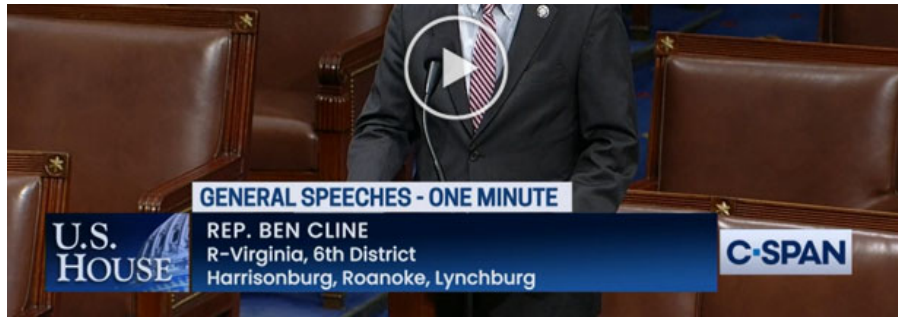 GENERAL SPEECHES - ONE MINUTE
U.S.
HOUSE
REP. BEN CLINE
R-Virginia, 6th District
Harrisonburg, Roanoke, Lynchburg
C-SPAN